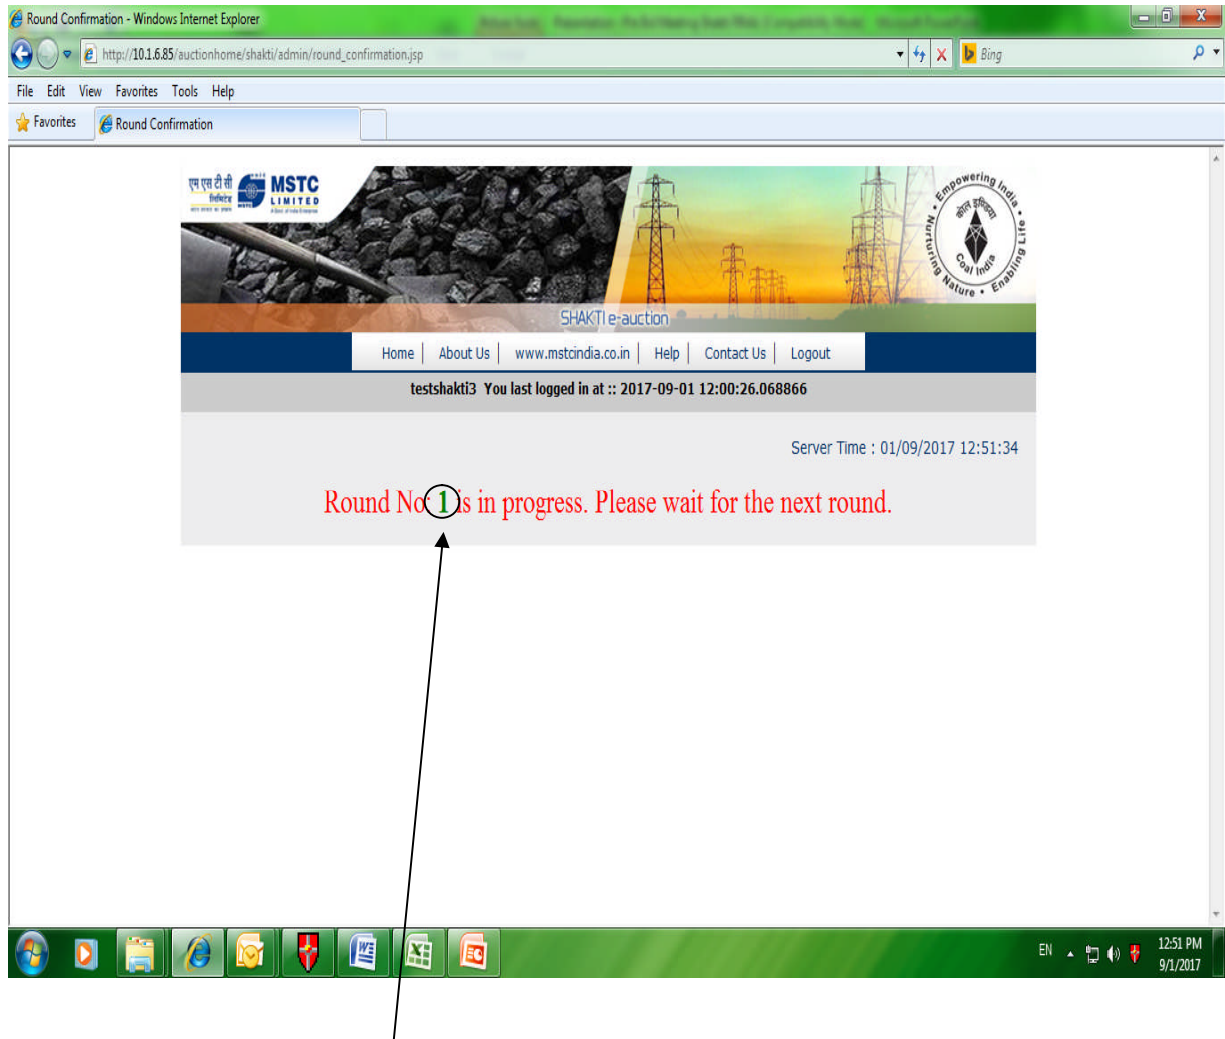 Round Confirmation - Windows Internet Explorer
http://10.1.6.85/auctionhome/shakti/admin/round_confirmation.jsp
Bing
File Edit View Favorites Tools Help
Favorites Round Confirmation
एम एस टी सी
लिमिटेड
MSTC
LIMITED
Empowering India • Enabling Life • Nurturing Nature •
कोल इण्डिया
Coal India
SHAKTI e-auction
Home | About Us | www.mstcindia.co.in | Help | Contact Us | Logout
testshakti3 You last logged in at :: 2017-09-01 12:00:26.068866
Server Time : 01/09/2017 12:51:34
Round No: 1 is in progress. Please wait for the next round.
EN
12:51 PM
9/1/2017